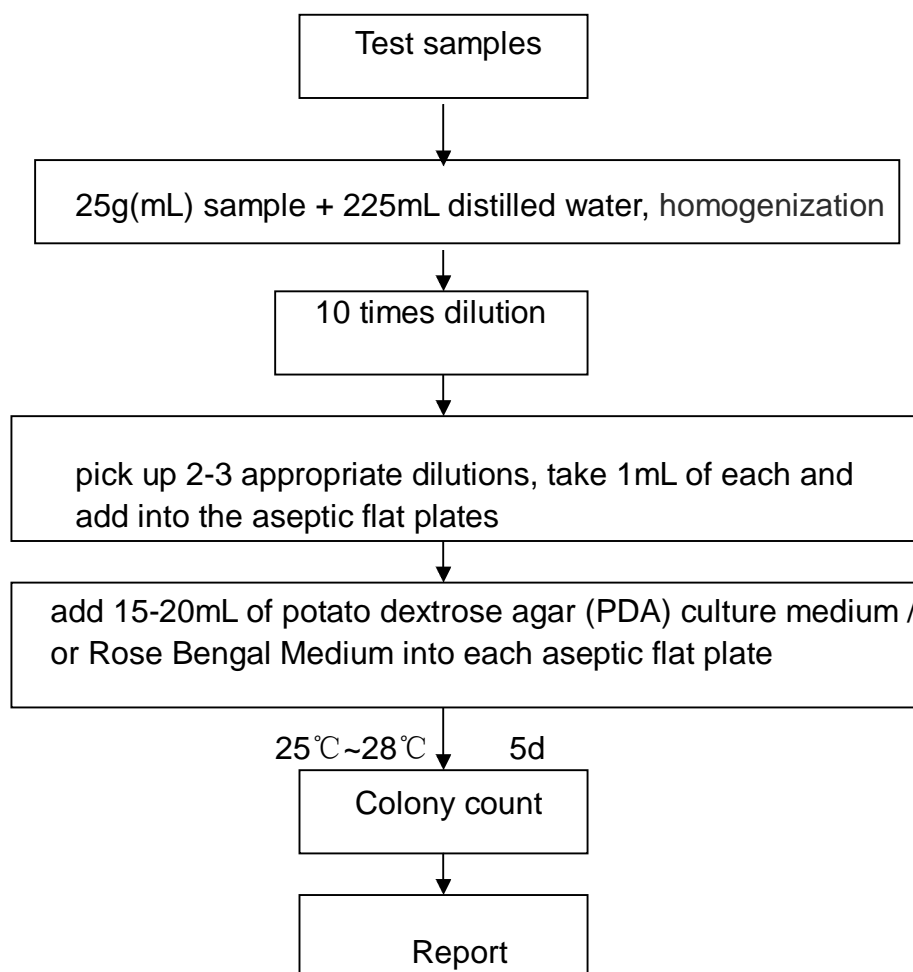 Test samples
25g(mL) sample + 225mL distilled water, homogenization
10 times dilution
pick up 2-3 appropriate dilutions, take 1mL of each and
add into the aseptic flat plates
add 15-20mL of potato dextrose agar (PDA) culture medium /
or Rose Bengal Medium into each aseptic flat plate
25℃~28℃ 5d
Colony count
Report